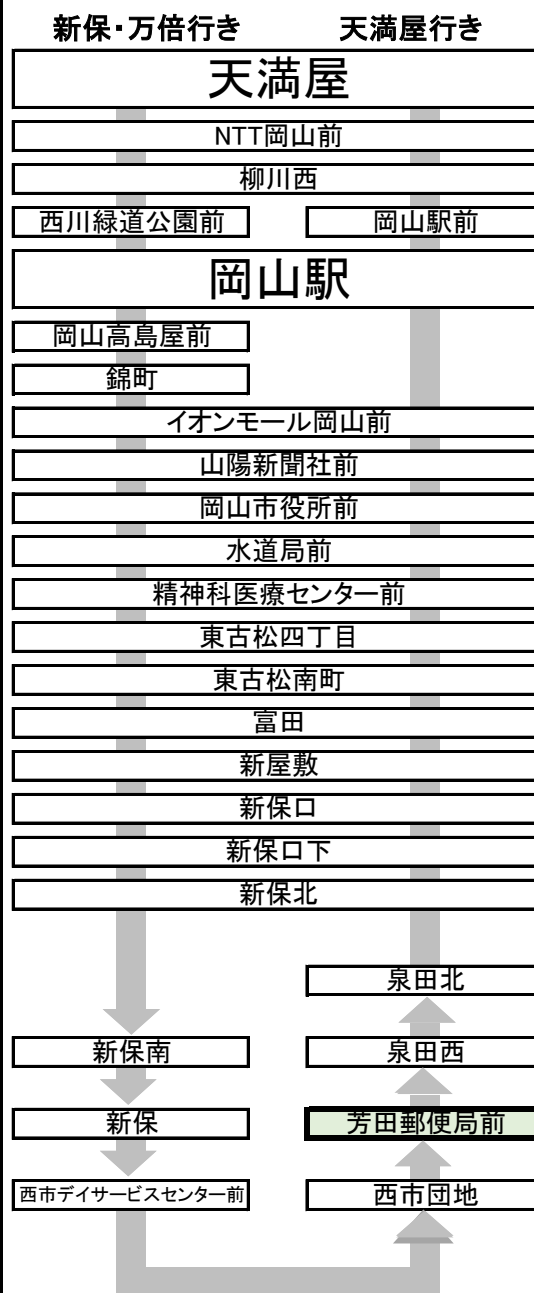 新保・万倍行き
天満屋行き
天満屋
NTT岡山前
柳川西
西川緑道公園前
岡山駅前
岡山駅
岡山高島屋前
錦町
イオンモール岡山前
山陽新聞社前
岡山市役所前
水道局前
精神科医療センター前
東古松四丁目
東古松南町
富田
新屋敷
新保口
新保口下
新保北
泉田北
新保南
泉田西
新保
芳田郵便局前
西市デイサービスセンター前
西市団地